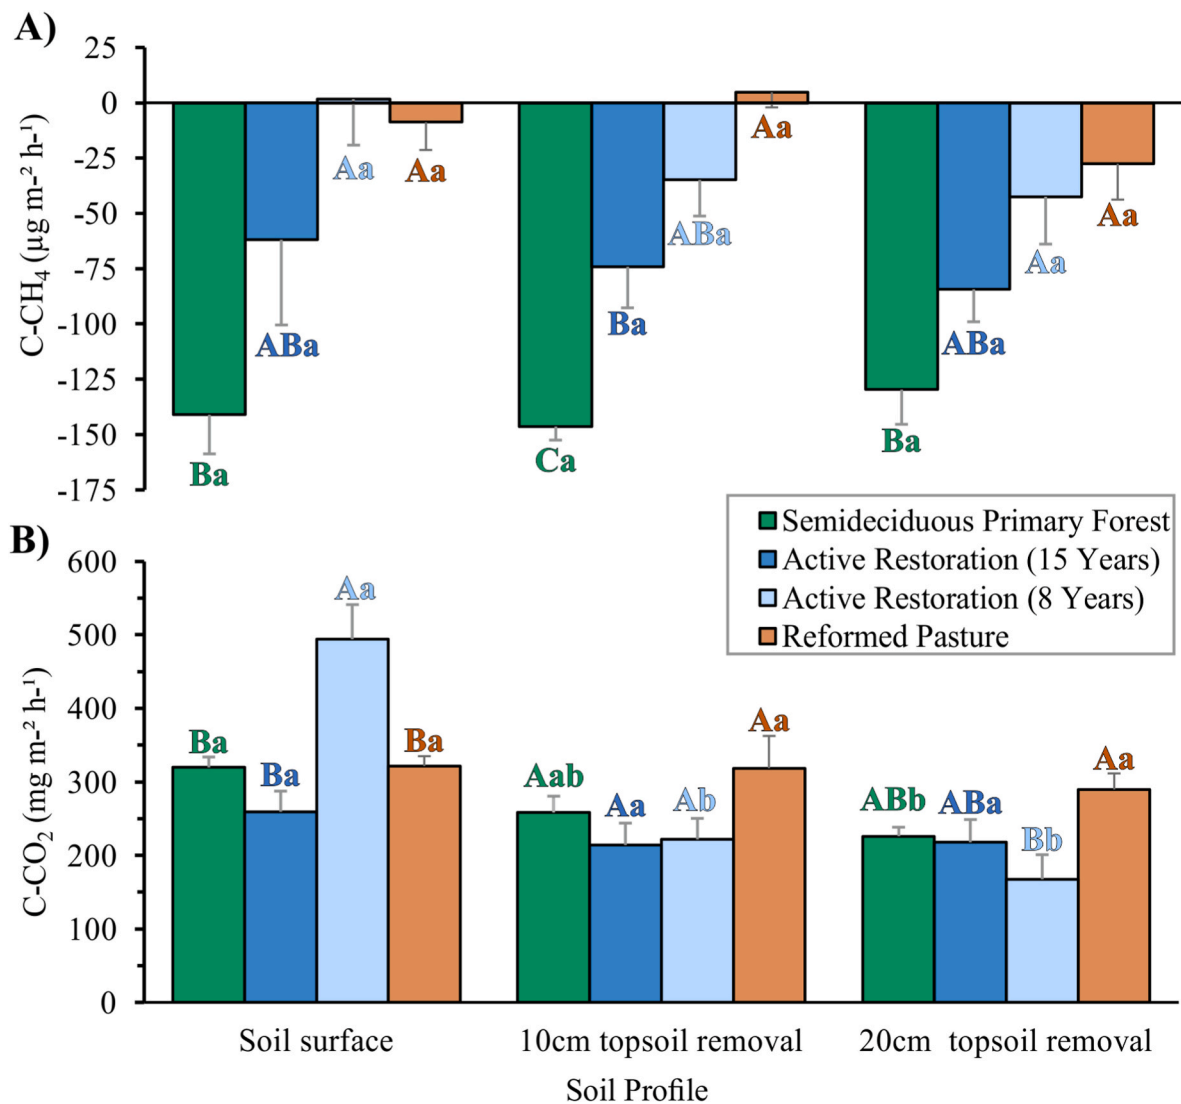 A)
25
0
-25
-50
-75
-100
-125
-150
-175
C-CH₄ (µg m-² h-¹)
Ba
ABa
Aa
Aa
Ca
Ba
ABa
Aa
Ba
ABa
Aa
Aa
Semideciduous Primary Forest
Active Restoration (15 Years)
Active Restoration (8 Years)
Reformed Pasture
B)
600
500
400
300
200
100
0
C-CO₂ (mg m-² h-¹)
Ba
Ba
Aa
Ba
Aab
Aa
Ab
Aa
ABb
ABa
Bb
Aa
Soil surface
10cm topsoil removal
20cm topsoil removal
Soil Profile